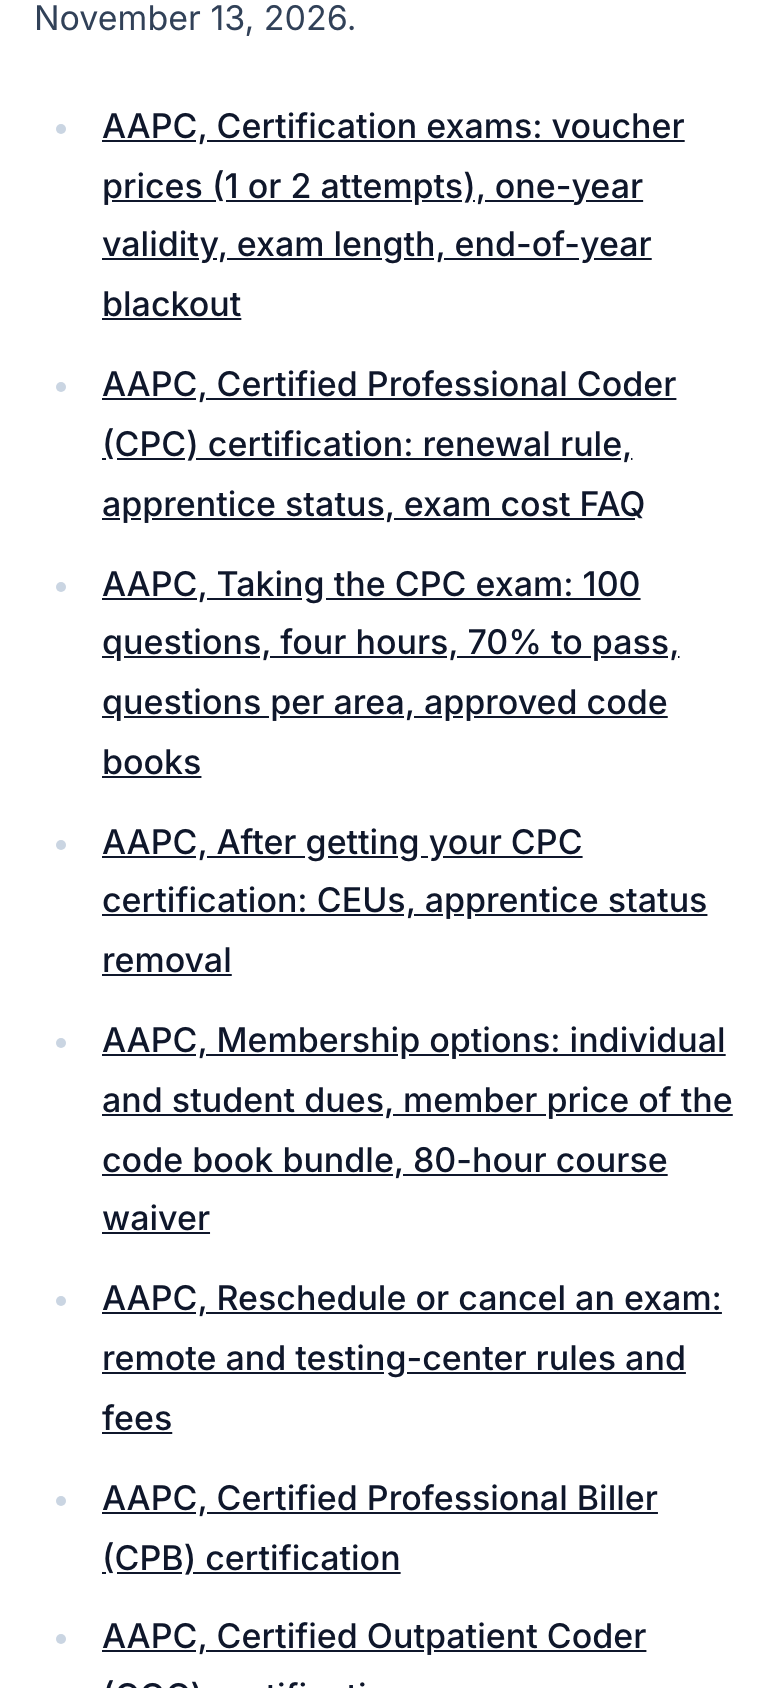 November 13, 2026.
AAPC, Certification exams: voucher
prices (1 or 2 attempts), one-year
validity, exam length, end-of-year
blackout
AAPC, Certified Professional Coder
(CPC) certification: renewal rule,
apprentice status, exam cost FAQ
AAPC, Taking the CPC exam: 100
questions, four hours, 70% to pass,
questions per area, approved code
books
AAPC, After getting your CPC
certification: CEUs, apprentice status
removal
AAPC, Membership options: individual
and student dues, member price of the
code book bundle, 80-hour course
waiver
AAPC, Reschedule or cancel an exam:
remote and testing-center rules and
fees
AAPC, Certified Professional Biller
(CPB) certification
AAPC, Certified Outpatient Coder